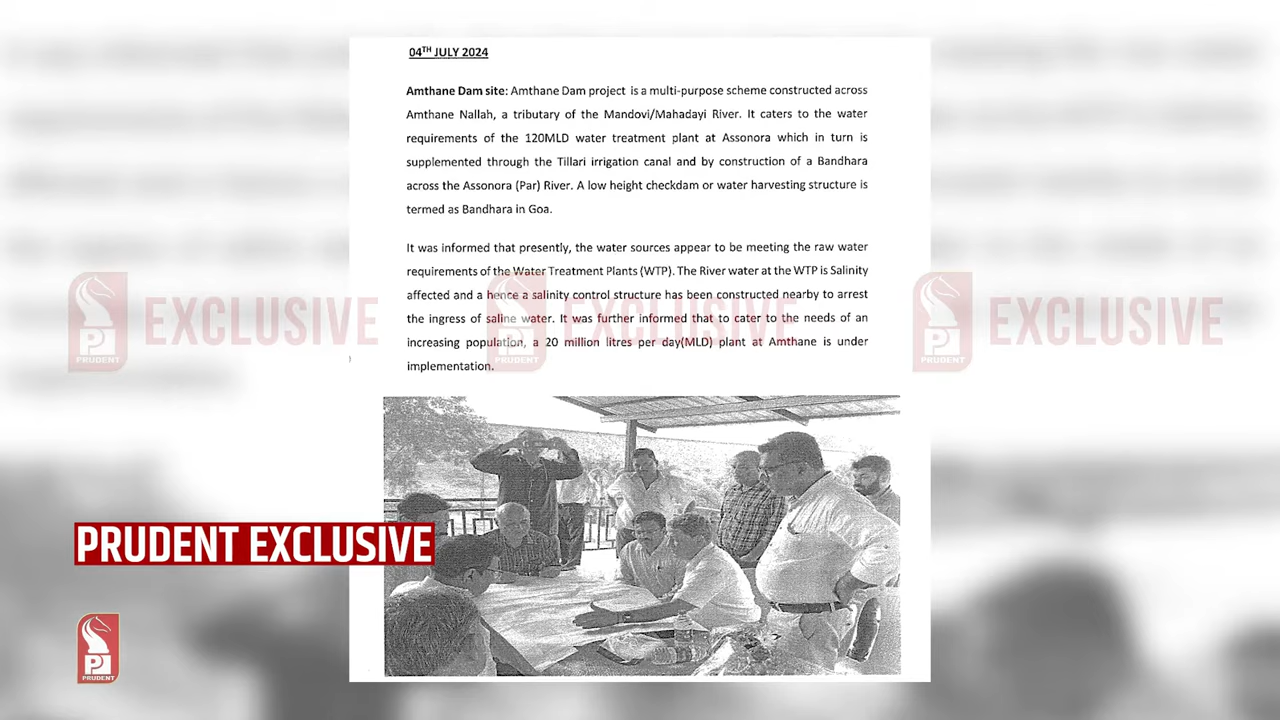 04TH JULY 2024
Amthane Dam site: Amthane Dam project is a multi-purpose scheme constructed across
Amthane Nallah, a tributary of the Mandovi/Mahadayi River. It caters to the water
requirements of the 120MLD water treatment plant at Assonora which in turn is
supplemented through the Tillari irrigation canal and by construction of a Bandhara
across the Assonora (Par) River. A low height checkdam or water harvesting structure is
termed as Bandhara in Goa.
It was informed that presently, the water sources appear to be meeting the raw water
requirements of the Water Treatment Plants (WTP). The River water at the WTP is Salinity
affected and a hence a salinity control structure has been constructed nearby to arrest
the ingress of saline water. It was further informed that to cater to the needs of an
increasing population, a 20 million litres per day(MLD) plant at Amthane is under
implementation.
PRUDENT EXCLUSIVE
PRUDENT EXCLUSIVE
PRUDENT EXCLUSIVE
PRUDENT EXCLUSIVE
PRUDENT